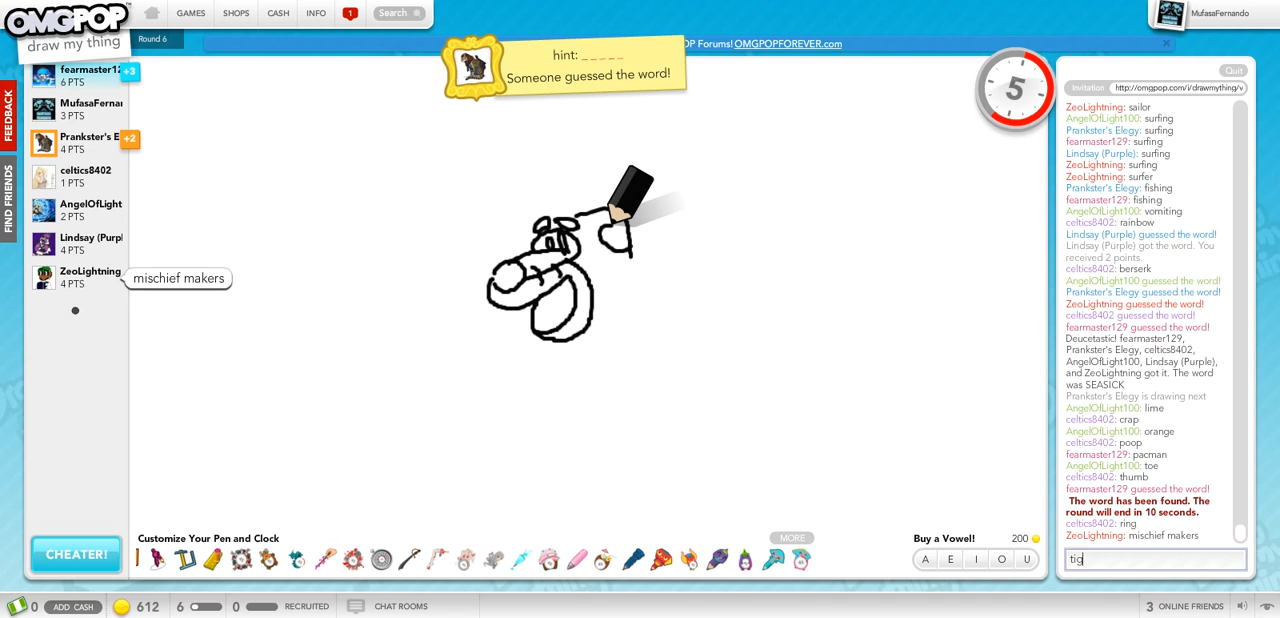 OMGPOP™
draw my thing
GAMES
SHOPS
CASH
INFO
1
Search
MufasaFernando
Round 6
OP Forums! OMGPOPFOREVER.com
hint: _ _ _ _ _
Someone guessed the word!
5
FEEDBACK
FIND FRIENDS
fearmaster12
+3
6 PTS
MufasaFernan
3 PTS
Prankster's E
+2
4 PTS
celtics8402
1 PTS
AngelOfLight
2 PTS
Lindsay (Purpl
4 PTS
ZeoLightning
4 PTS
mischief makers
CHEATER!
Quit
Invitation
http://omgpop.com/i/drawmything/v
ZeoLightning: sailor
AngelOfLight100: surfing
Prankster's Elegy: surfing
fearmaster129: surfing
Lindsay (Purple): surfing
ZeoLightning: surfing
ZeoLightning: surfer
Prankster's Elegy: fishing
fearmaster129: fishing
AngelOfLight100: vomiting
celtics8402: rainbow
Lindsay (Purple) guessed the word!
Lindsay (Purple) got the word. You
received 2 points.
celtics8402: berserk
AngelOfLight100 guessed the word!
Prankster's Elegy guessed the word!
ZeoLightning guessed the word!
celtics8402 guessed the word!
fearmaster129 guessed the word!
Deucetastic! fearmaster129,
Prankster's Elegy, celtics8402,
AngelOfLight100, Lindsay (Purple),
and ZeoLightning got it. The word
was SEASICK
Prankster's Elegy is drawing next
AngelOfLight100: lime
celtics8402: crap
AngelOfLight100: orange
celtics8402: poop
fearmaster129: pacman
AngelOfLight100: toe
celtics8402: thumb
fearmaster129 guessed the word!
The word has been found. The
round will end in 10 seconds.
celtics8402: ring
ZeoLightning: mischief makers
tig
Customize Your Pen and Clock
MORE
Buy a Vowel!
200
A
E
I
O
U
0
ADD CASH
612
6
0
RECRUITED
CHAT ROOMS
3 ONLINE FRIENDS